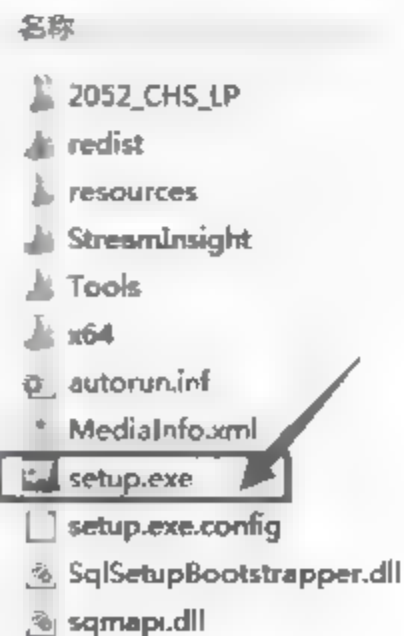 名称
2052_CHS_LP
redist
resources
StreamInsight
Tools
x64
autorun.inf
MediaInfo.xml
setup.exe
setup.exe.config
SqlSetupBootstrapper.dll
sqmapi.dll